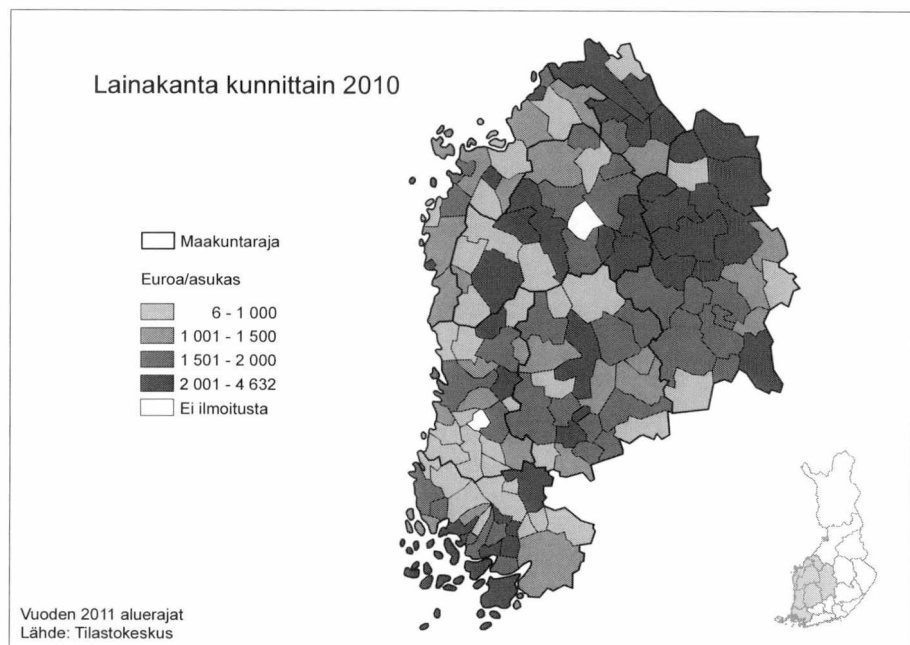 Lainakanta kunnittain 2010
Maakuntaraja
Euroa/asukas
6 - 1 000
1 001 - 1 500
1 501 - 2 000
2 001 - 4 632
Ei ilmoitusta
Vuoden 2011 aluerajat
Lähde: Tilastokeskus